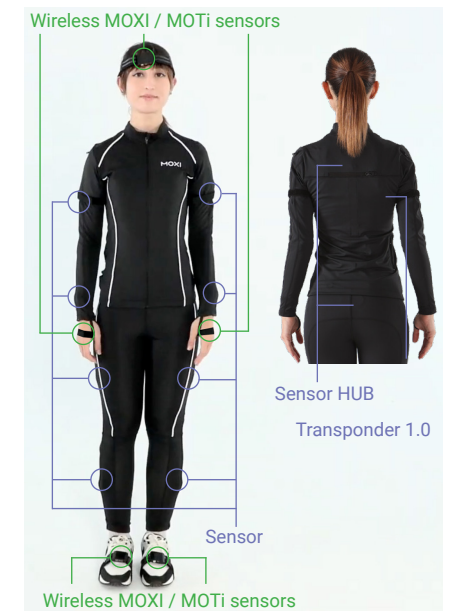 Wireless MOXI / MOTi sensors
MOXI
Sensor HUB
Transponder 1.0
Sensor
Wireless MOXI / MOTi sensors